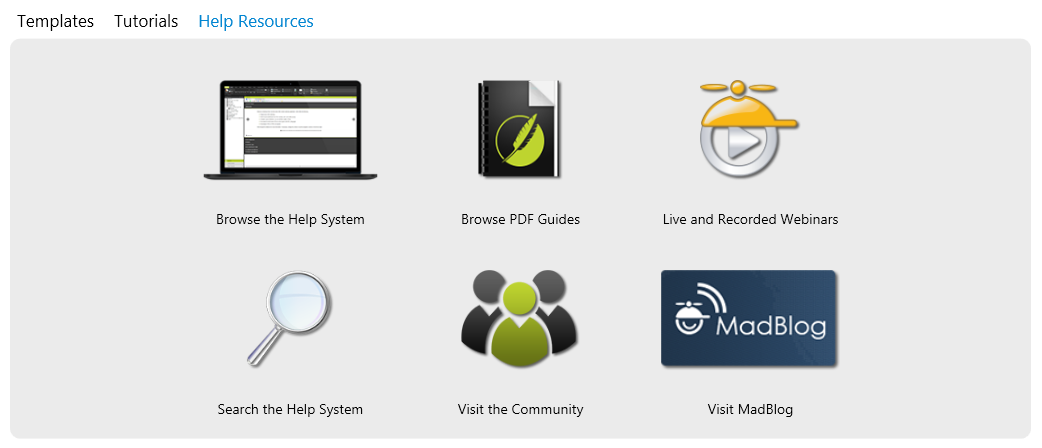 Templates Tutorials Help Resources
Browse the Help System Browse PDF Guides Live and Recorded Webinars
MadBlog
Search the Help System Visit the Community Visit MadBlog